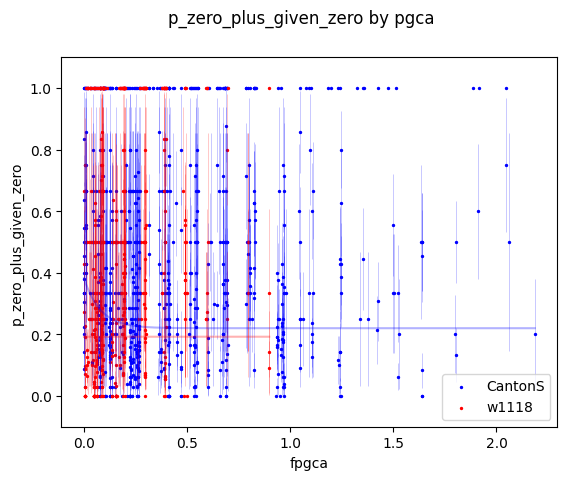 p_zero_plus_given_zero by pgca
1.0
0.8
0.6
0.4
0.2
0.0
p_zero_plus_given_zero
0.0 0.5 1.0 1.5 2.0
fpgca
CantonS
w1118